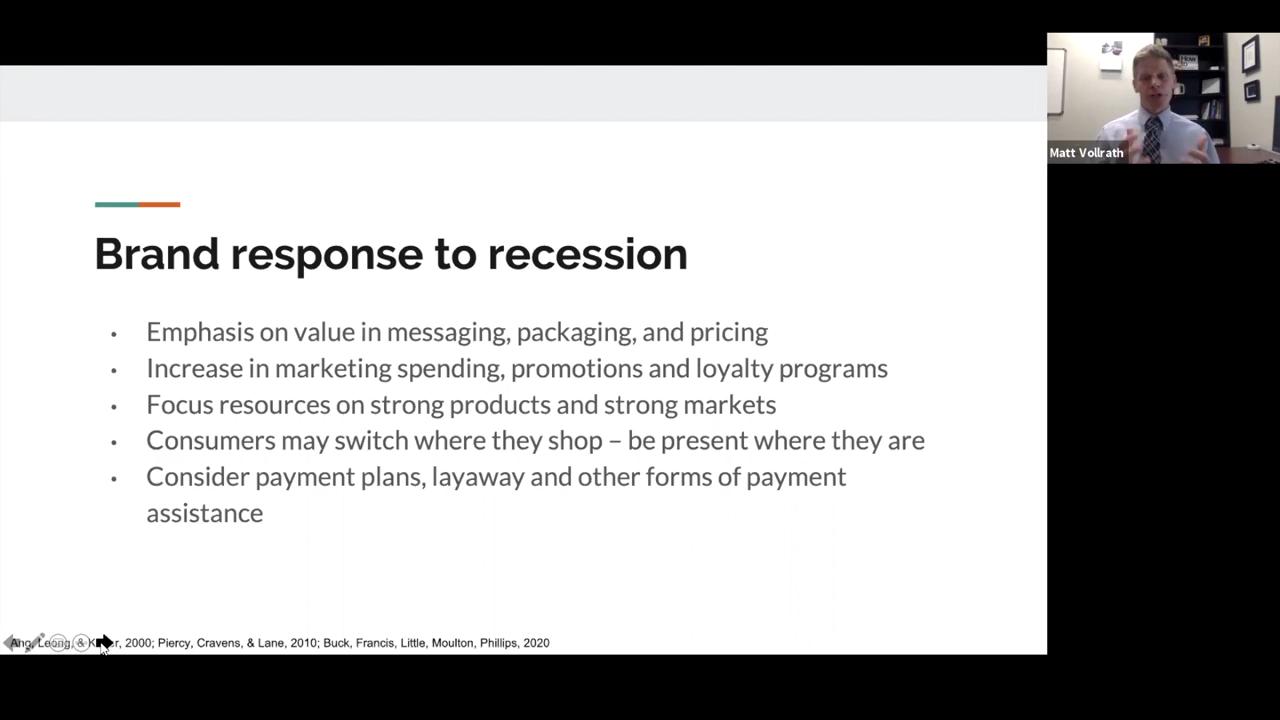 Brand response to recession
• Emphasis on value in messaging, packaging, and pricing
• Increase in marketing spending, promotions and loyalty programs
• Focus resources on strong products and strong markets
• Consumers may switch where they shop – be present where they are
• Consider payment plans, layaway and other forms of payment
assistance
Ang, Leong, & 2000; Piercy, Cravens, & Lane, 2010; Buck, Francis, Little, Moulton, Phillips, 2020
Matt Vollrath